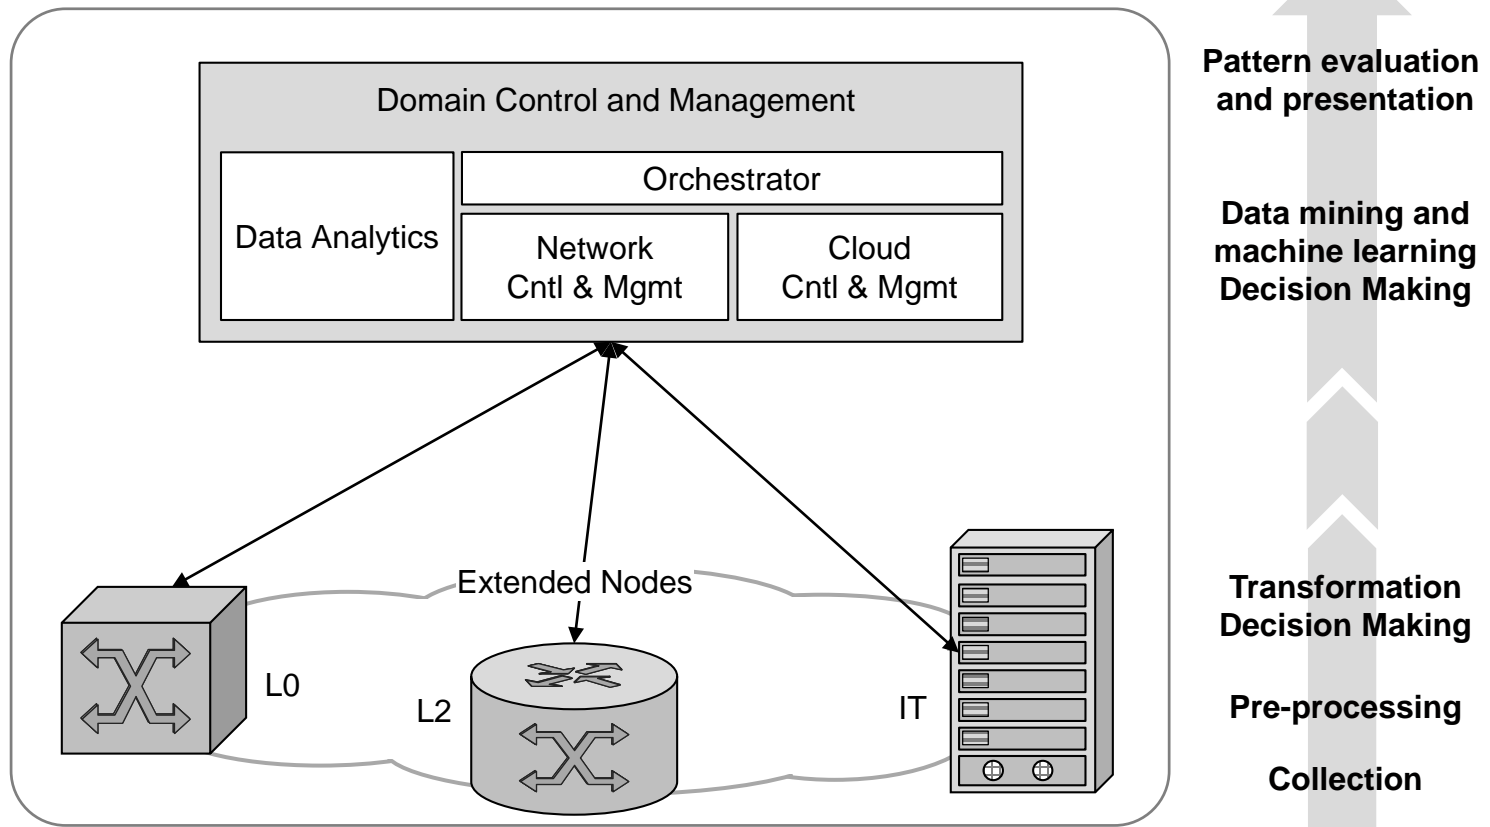 Domain Control and Management
Data Analytics
Orchestrator
Network
Cntl & Mgmt
Cloud
Cntl & Mgmt
Extended Nodes
L0
L2
IT
Pattern evaluation
and presentation
Data mining and
machine learning
Decision Making
Transformation
Decision Making
Pre-processing
Collection